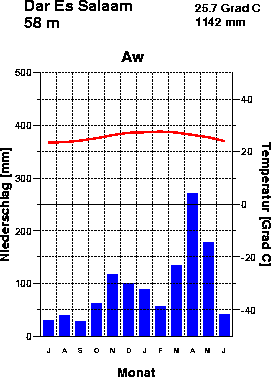 Dar Es Salaam
58 m
25.7 Grad C
1142 mm
Aw
500
400
300
200
100
0
Niederschlag [mm]
40
20
0
-20
-40
Temperatur [Grad C]
J A S O N D J F M A M J
Monat